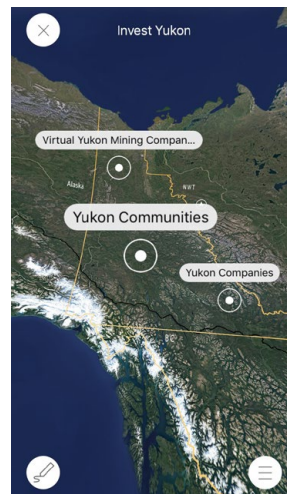 Invest Yukon
Virtual Yukon Mining Compan...
Alaska
NWT
Yukon Communities
Yukon Companies